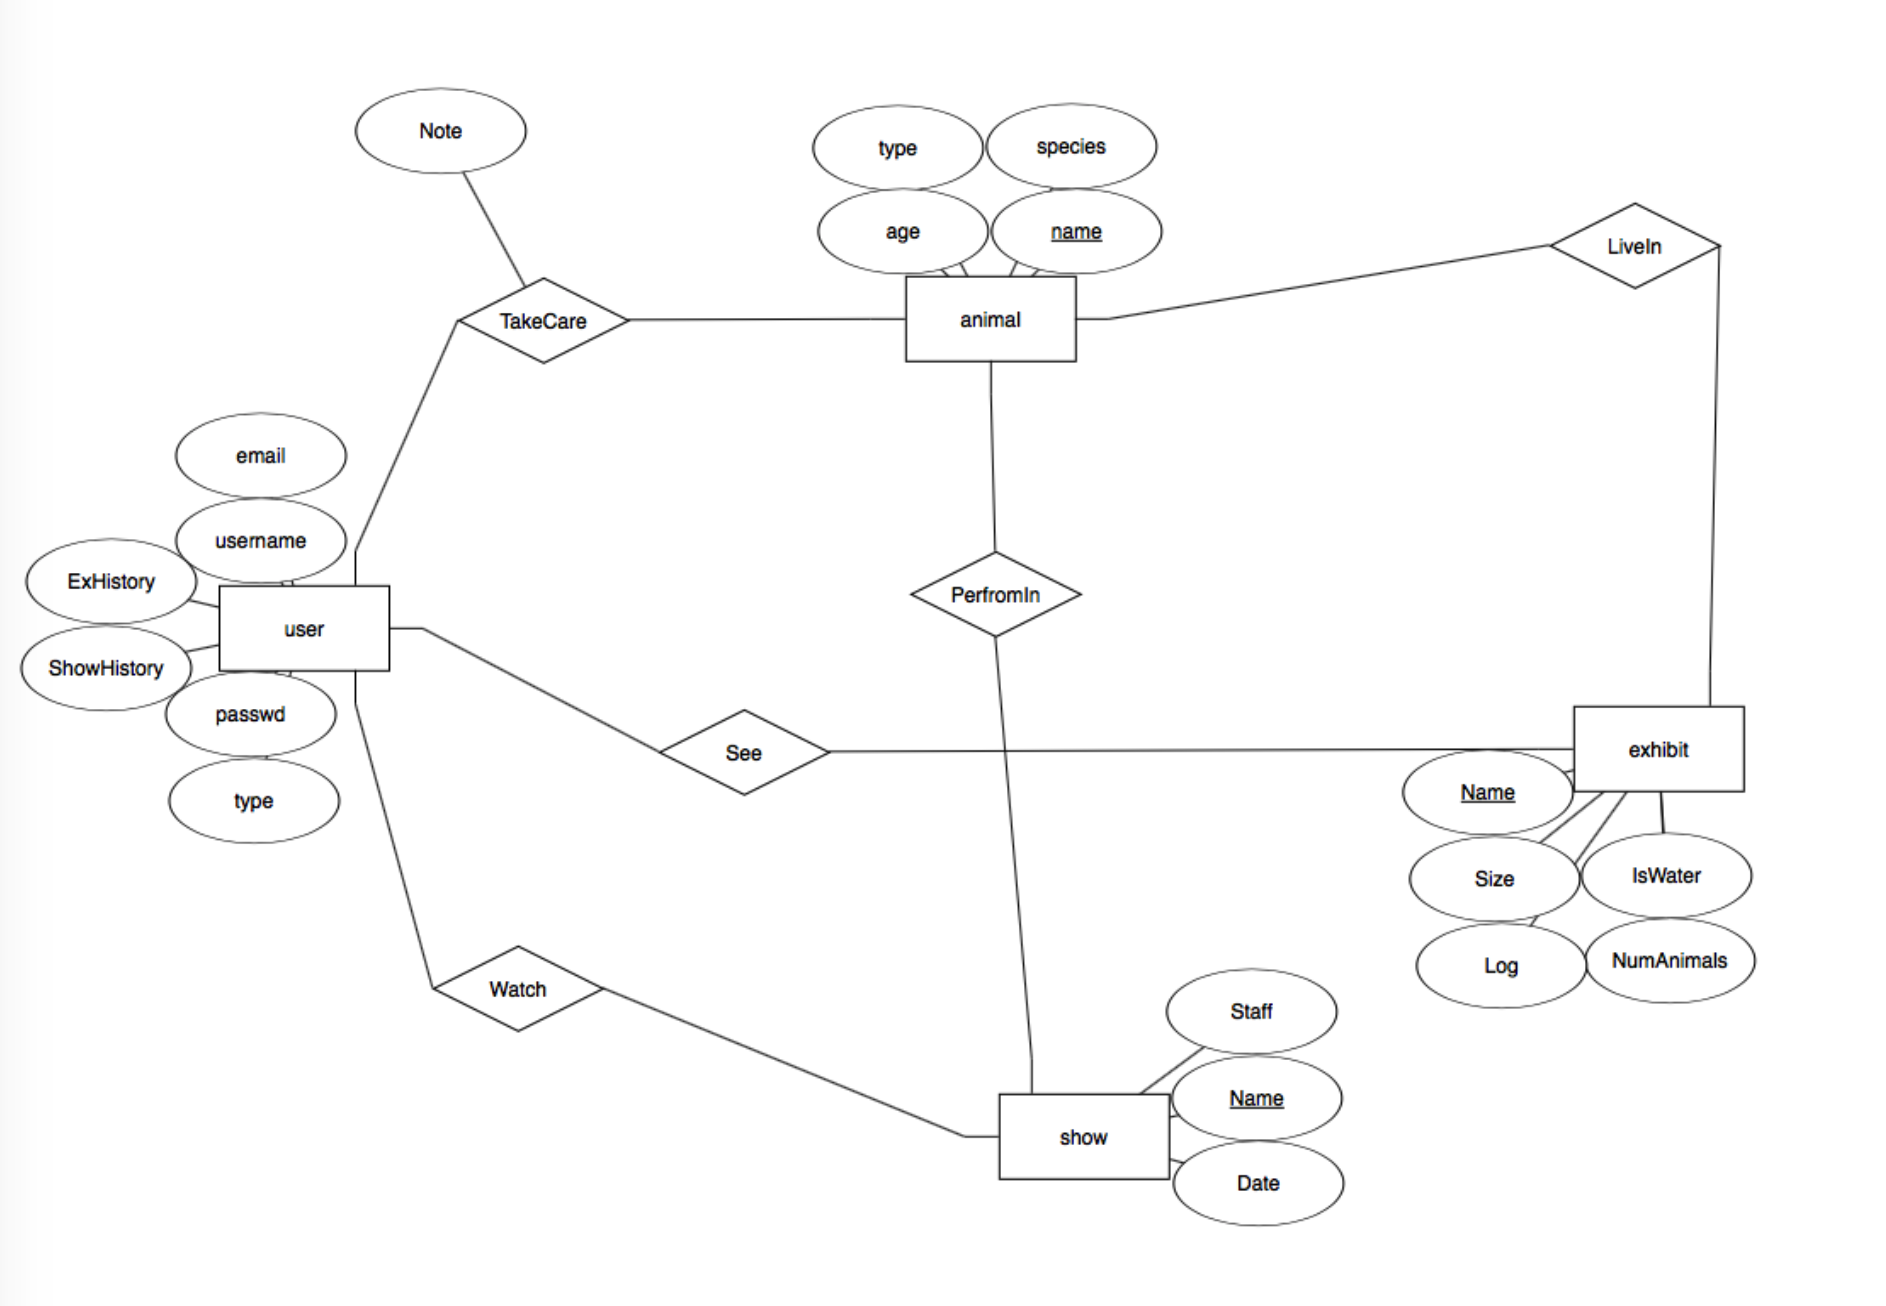 Note
type
species
age
name
LiveIn
TakeCare
animal
email
username
ExHistory
PerfromIn
user
ShowHistory
passwd
See
exhibit
type
Name
Size
IsWater
Log
NumAnimals
Watch
Staff
Name
show
Date